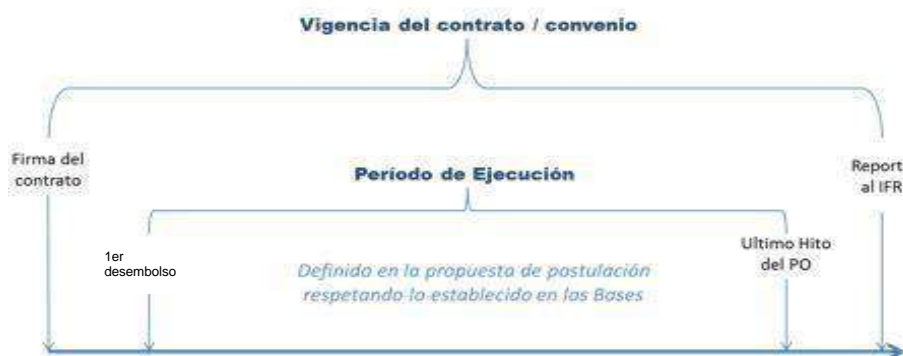 Vigencia del contrato / convenio
Firma del
contrato
Report
al IFR
Período de Ejecución
1er
desembolso
Ultimo Hito
del PO
Definido en la propuesta de postulación
respetando lo establecido en las Bases